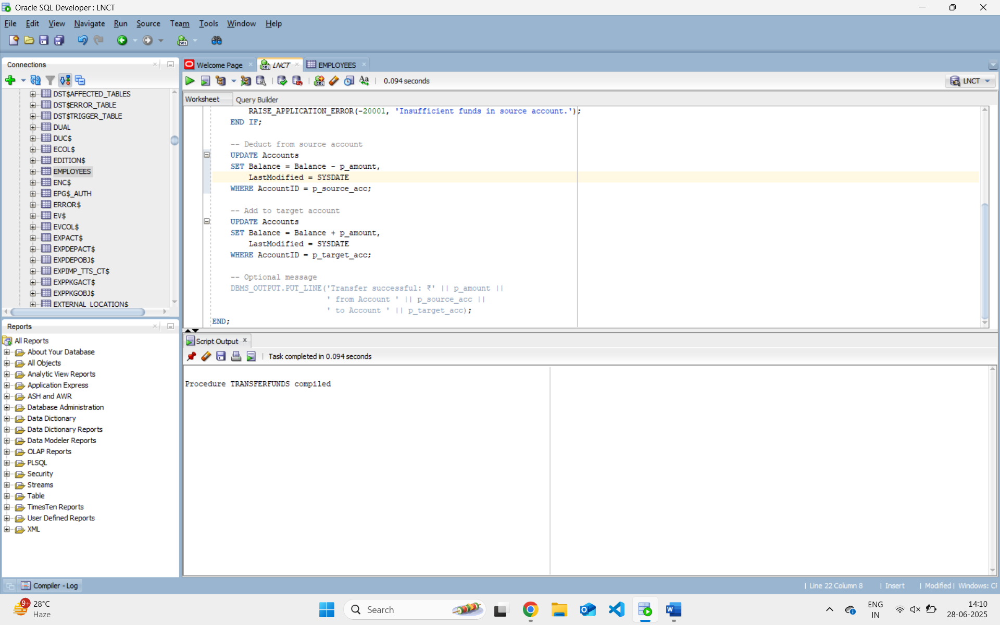 Oracle SQL Developer : LNCT
File Edit View Navigate Run Source Team Tools Window Help
Connections
DST$AFFECTED_TABLES
DST$ERROR_TABLE
DST$TRIGGER_TABLE
DUAL
DUC$
ECOL$
EDITION$
EMPLOYEES
ENC$
EPG$_AUTH
ERROR$
EV$
EVCOL$
EXPACT$
EXPDEPACT$
EXPDEPOBJ$
EXPIMP_TTS_CT$
EXPPKGACT$
EXPPKGOBJ$
EXTERNAL_LOCATION$
Reports
All Reports
About Your Database
All Objects
Analytic View Reports
Application Express
ASH and AWR
Database Administration
Data Dictionary
Data Dictionary Reports
Data Modeler Reports
OLAP Reports
PLSQL
Security
Streams
Table
TimesTen Reports
User Defined Reports
XML
Welcome Page LNCT EMPLOYEES
0.094 seconds LNCT
Worksheet Query Builder
RAISE_APPLICATION_ERROR(-20001, 'Insufficient funds in source account.');
END IF;
-- Deduct from source account
UPDATE Accounts
SET Balance = Balance - p_amount,
LastModified = SYSDATE
WHERE AccountID = p_source_acc;
-- Add to target account
UPDATE Accounts
SET Balance = Balance + p_amount,
LastModified = SYSDATE
WHERE AccountID = p_target_acc;
-- Optional message
DBMS_OUTPUT.PUT_LINE('Transfer successful: ₹' || p_amount ||
' from Account ' || p_source_acc ||
' to Account ' || p_target_acc);
END;
Script Output
Task completed in 0.094 seconds
Procedure TRANSFERFUNDS compiled
Compiler - Log
Line 22 Column 8 | Insert | Modified | Windows: CF
9+ 28°C
Haze
Search
ENG
IN
14:10
28-06-2025